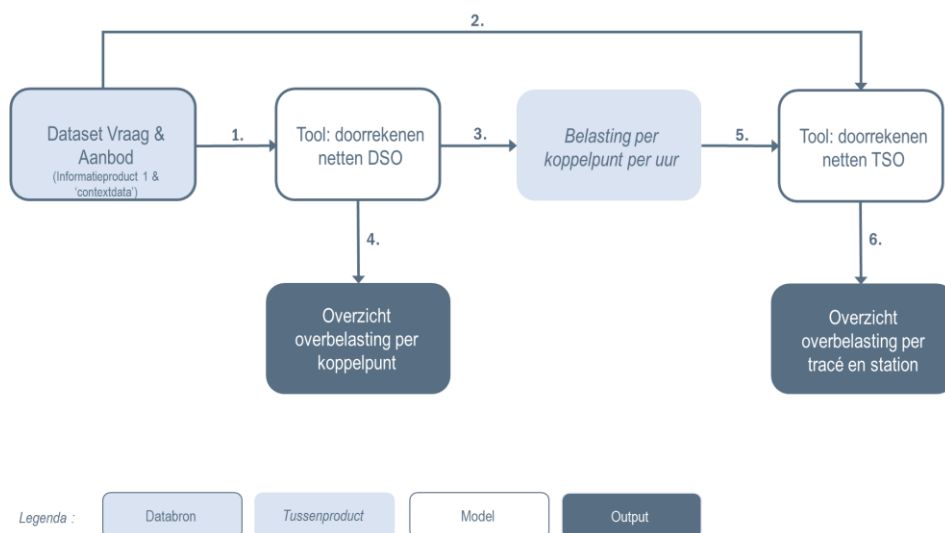 2.
Dataset Vraag &
Aanbod
(Informatieproduct 1 &
‘contextdata’)
1.
Tool: doorrekenen
netten DSO
3.
Belasting per
koppelpunt per uur
5.
Tool: doorrekenen
netten TSO
4.
6.
Overzicht
overbelasting per
koppelpunt
Overzicht
overbelasting per
tracé en station
Legenda :
Databron
Tussenproduct
Model
Output